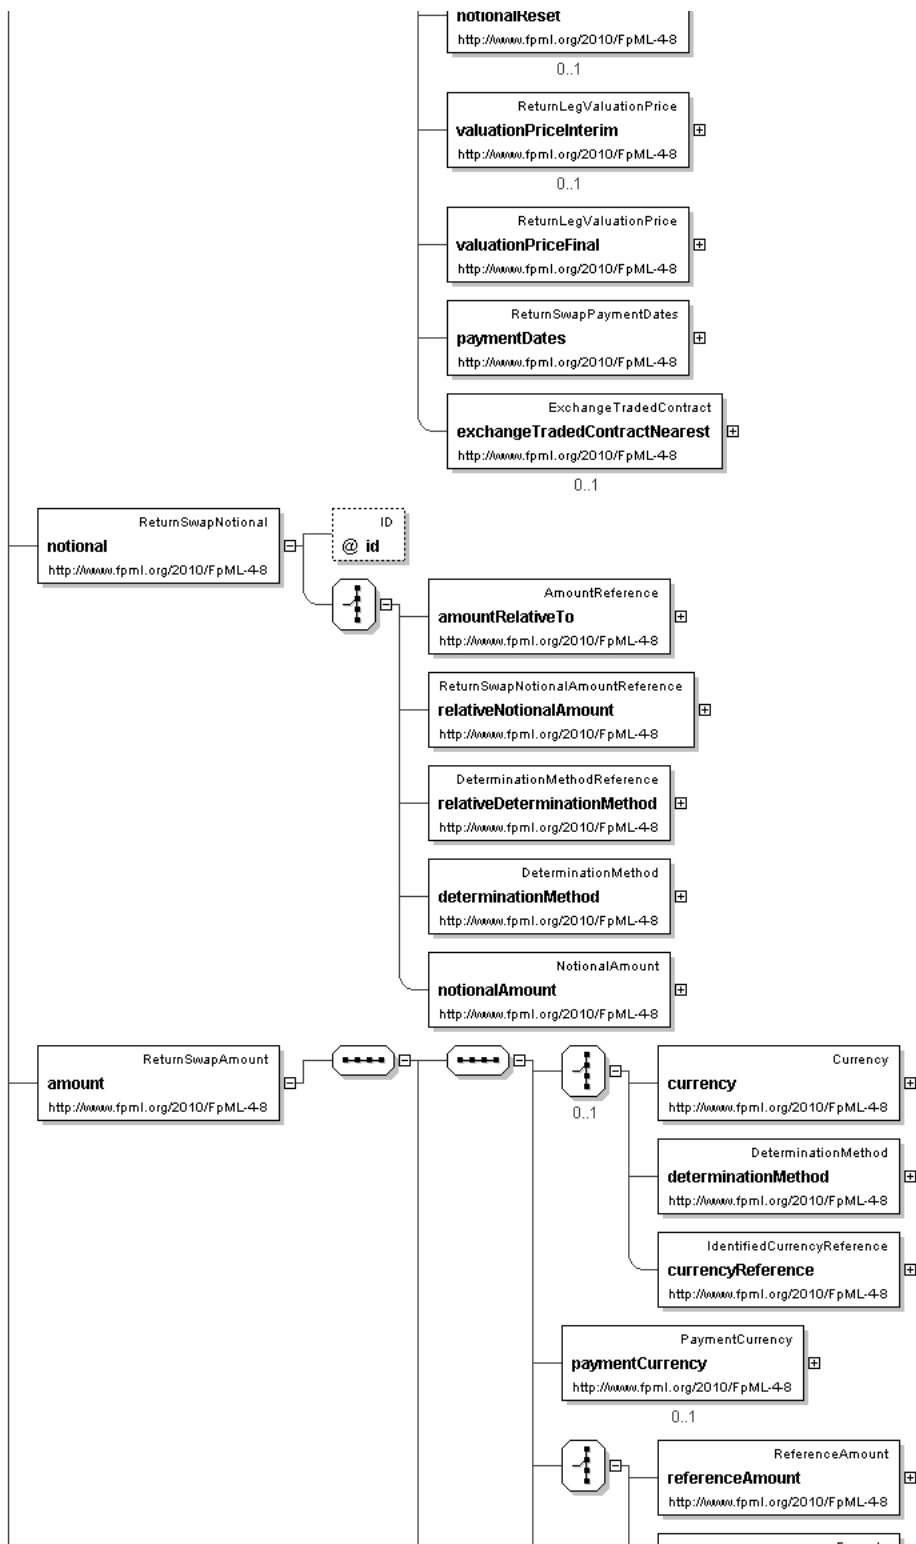 notionalReset
http://www.fpml.org/2010/FpML-4-8
0..1
ReturnLegValuationPrice
valuationPriceInterim
http://www.fpml.org/2010/FpML-4-8
0..1
ReturnLegValuationPrice
valuationPriceFinal
http://www.fpml.org/2010/FpML-4-8
ReturnSwapPaymentDates
paymentDates
http://www.fpml.org/2010/FpML-4-8
ExchangeTradedContract
exchangeTradedContractNearest
http://www.fpml.org/2010/FpML-4-8
0..1
ReturnSwapNotional
notional
http://www.fpml.org/2010/FpML-4-8
ID
@ id
AmountReference
amountRelativeTo
http://www.fpml.org/2010/FpML-4-8
ReturnSwapNotionalAmountReference
relativeNotionalAmount
http://www.fpml.org/2010/FpML-4-8
DeterminationMethodReference
relativeDeterminationMethod
http://www.fpml.org/2010/FpML-4-8
DeterminationMethod
determinationMethod
http://www.fpml.org/2010/FpML-4-8
NotionalAmount
notionalAmount
http://www.fpml.org/2010/FpML-4-8
ReturnSwapAmount
amount
http://www.fpml.org/2010/FpML-4-8
0..1
Currency
currency
http://www.fpml.org/2010/FpML-4-8
DeterminationMethod
determinationMethod
http://www.fpml.org/2010/FpML-4-8
IdentifiedCurrencyReference
currencyReference
http://www.fpml.org/2010/FpML-4-8
PaymentCurrency
paymentCurrency
http://www.fpml.org/2010/FpML-4-8
0..1
ReferenceAmount
referenceAmount
http://www.fpml.org/2010/FpML-4-8